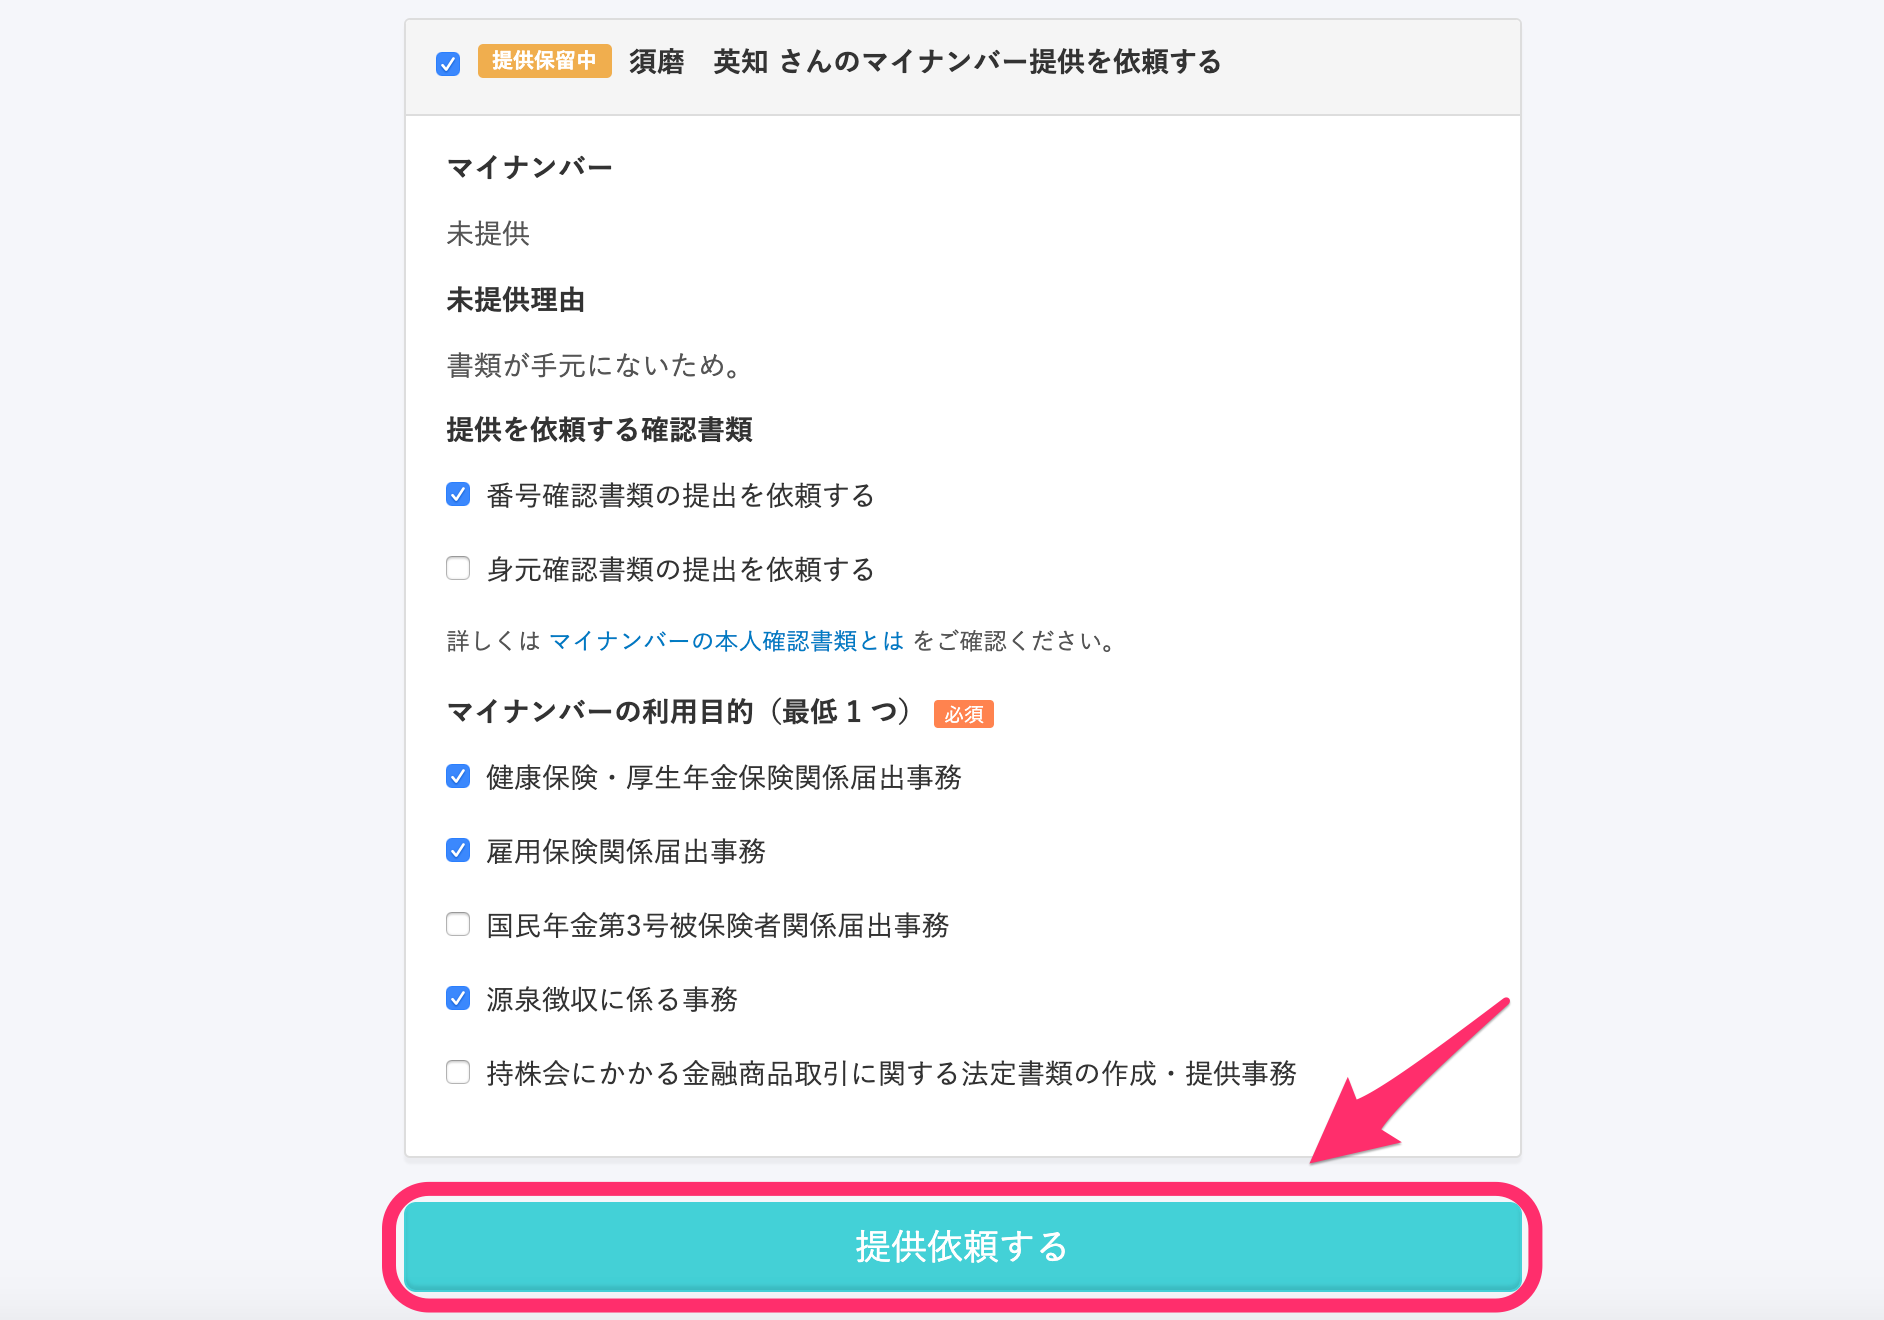 提供保留中 須磨　英知 さんのマイナンバー提供を依頼する
マイナンバー
未提供
未提供理由
書類が手元にないため。
提供を依頼する確認書類
番号確認書類の提出を依頼する
身元確認書類の提出を依頼する
詳しくは マイナンバーの本人確認書類とは をご確認ください。
マイナンバーの利用目的（最低 1 つ） 必須
健康保険・厚生年金保険関係届出事務
雇用保険関係届出事務
国民年金第3号被保険者関係届出事務
源泉徴収に係る事務
持株会にかかる金融商品取引に関する法定書類の作成・提供事務
提供依頼する